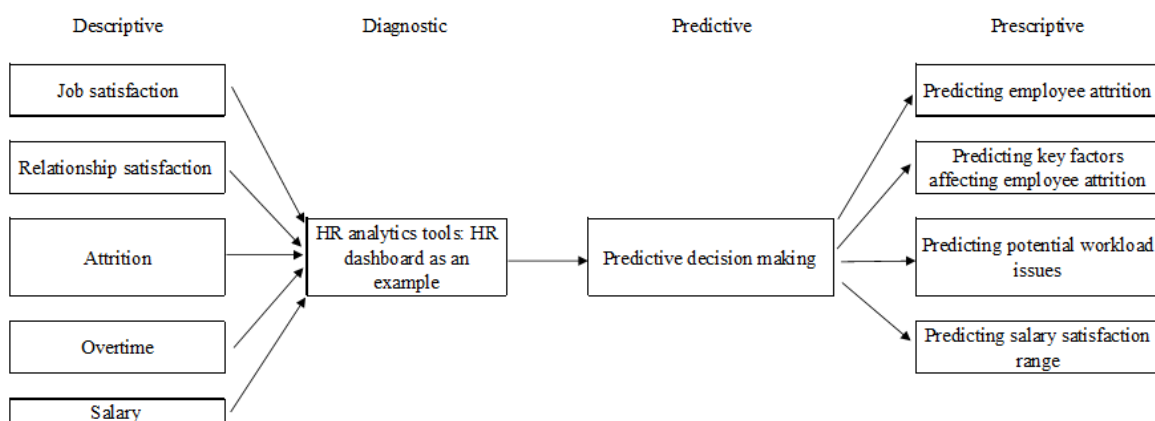 Descriptive
Diagnostic
Predictive
Prescriptive
Job satisfaction
Relationship satisfaction
Attrition
Overtime
Salary
HR analytics tools: HR
dashboard as an
example
Predictive decision making
Predicting employee attrition
Predicting key factors
affecting employee attrition
Predicting potential workload
issues
Predicting salary satisfaction
range